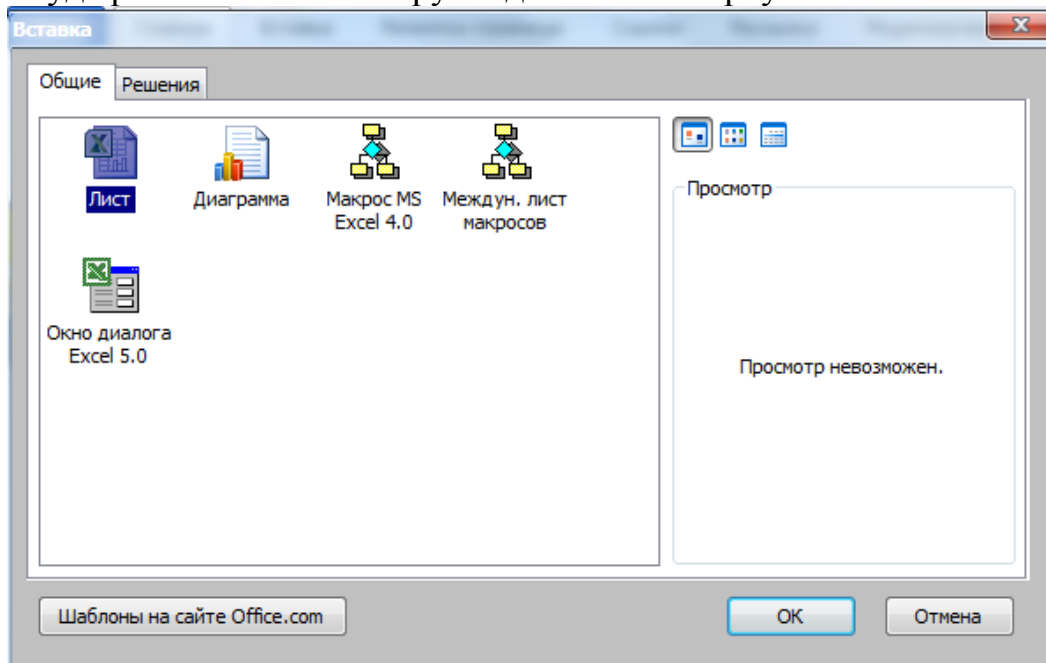 Вставка
Общие Решения
Лист Диаграмма Макрос MS Excel 4.0 Междун. лист макросов
Окно диалога Excel 5.0
Просмотр
Просмотр невозможен.
Шаблоны на сайте Office.com OK Отмена